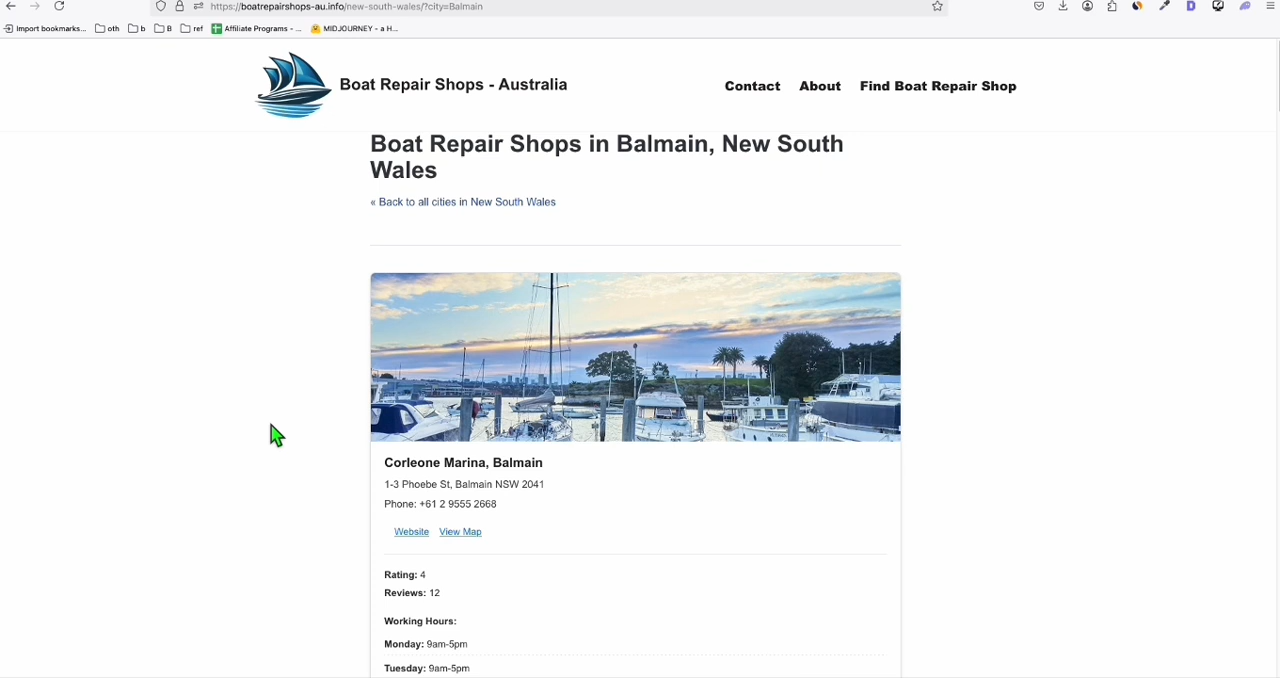 https://boatrepairshops-au.info/new-south-wales/?city=Balmain
Import bookmarks... oth b B ref Affiliate Programs - ... MIDJOURNEY - a H...
Boat Repair Shops - Australia
Contact About Find Boat Repair Shop
Boat Repair Shops in Balmain, New South
Wales
« Back to all cities in New South Wales
Corleone Marina, Balmain
1-3 Phoebe St, Balmain NSW 2041
Phone: +61 2 9555 2668
Website View Map
Rating: 4
Reviews: 12
Working Hours:
Monday: 9am-5pm
Tuesday: 9am-5pm